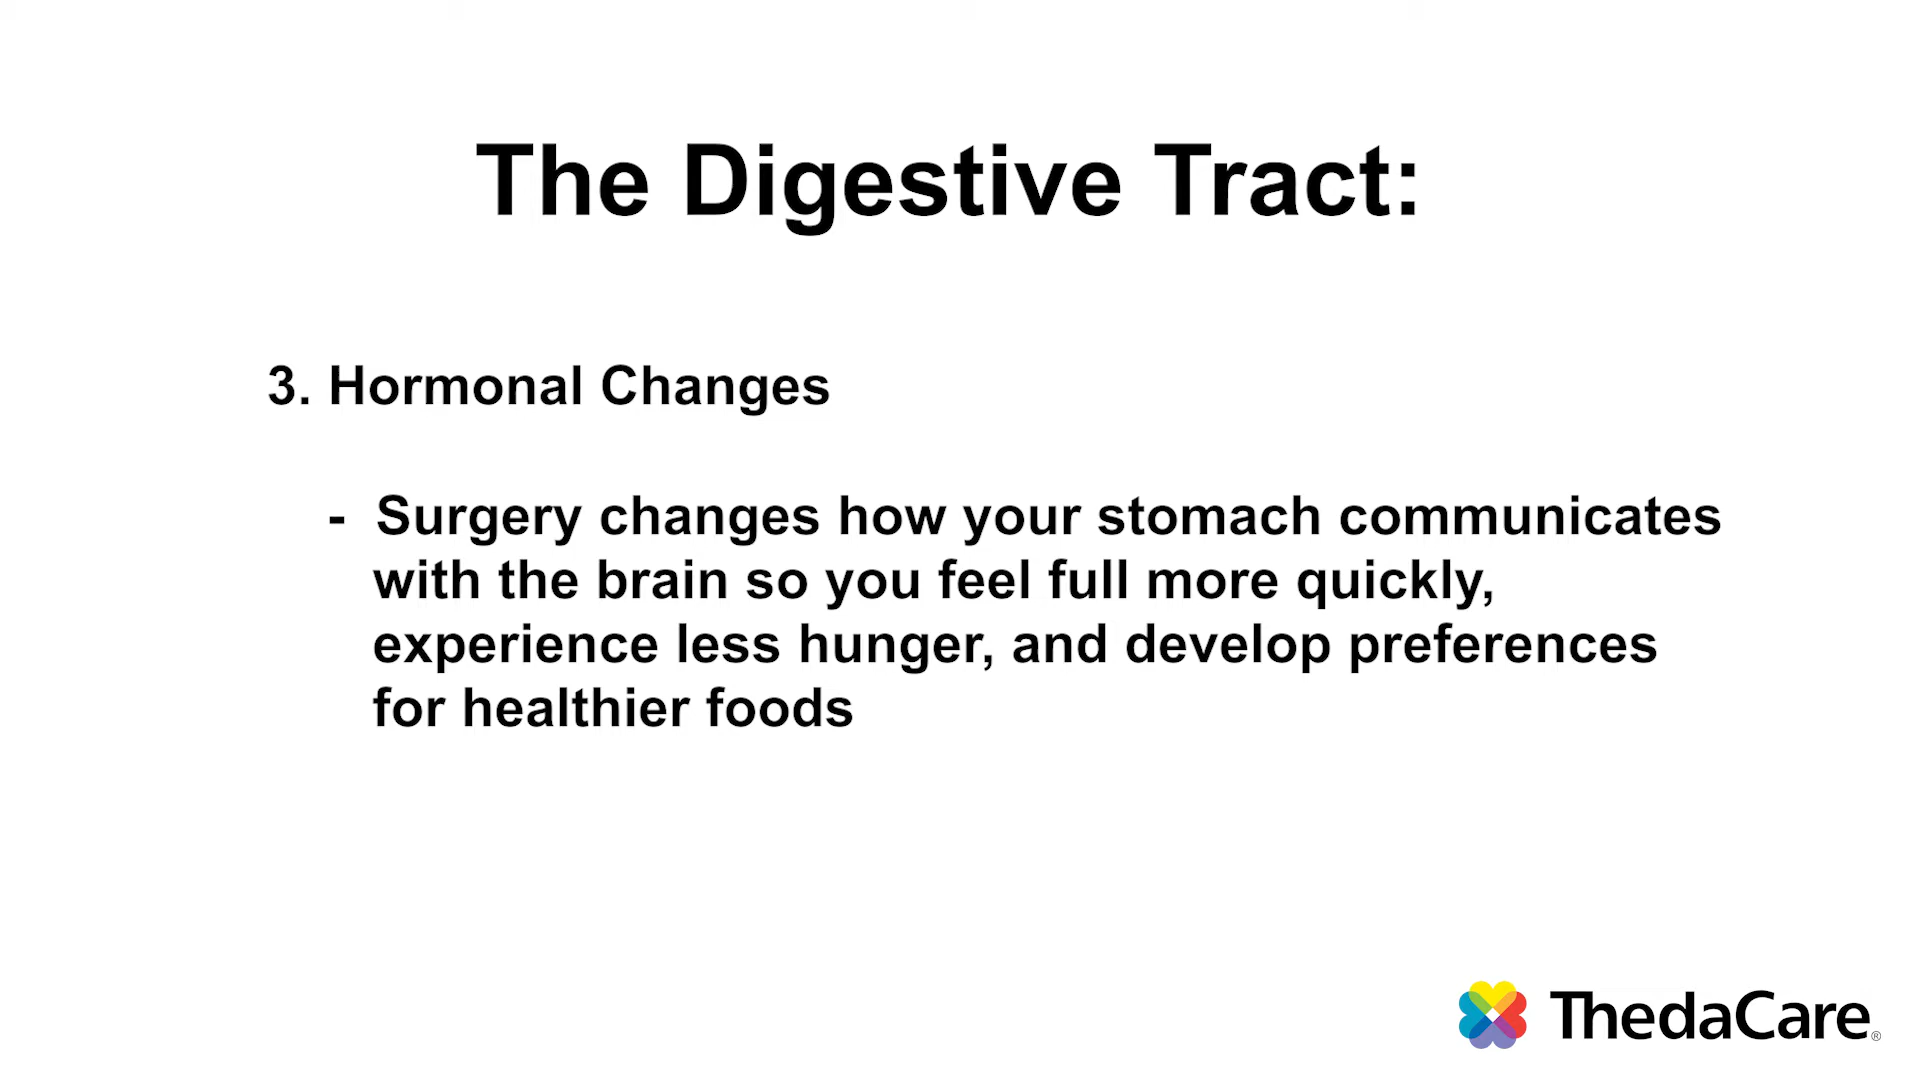 The Digestive Tract:
3. Hormonal Changes
- Surgery changes how your stomach communicates
with the brain so you feel full more quickly,
experience less hunger, and develop preferences
for healthier foods
ThedaCare®